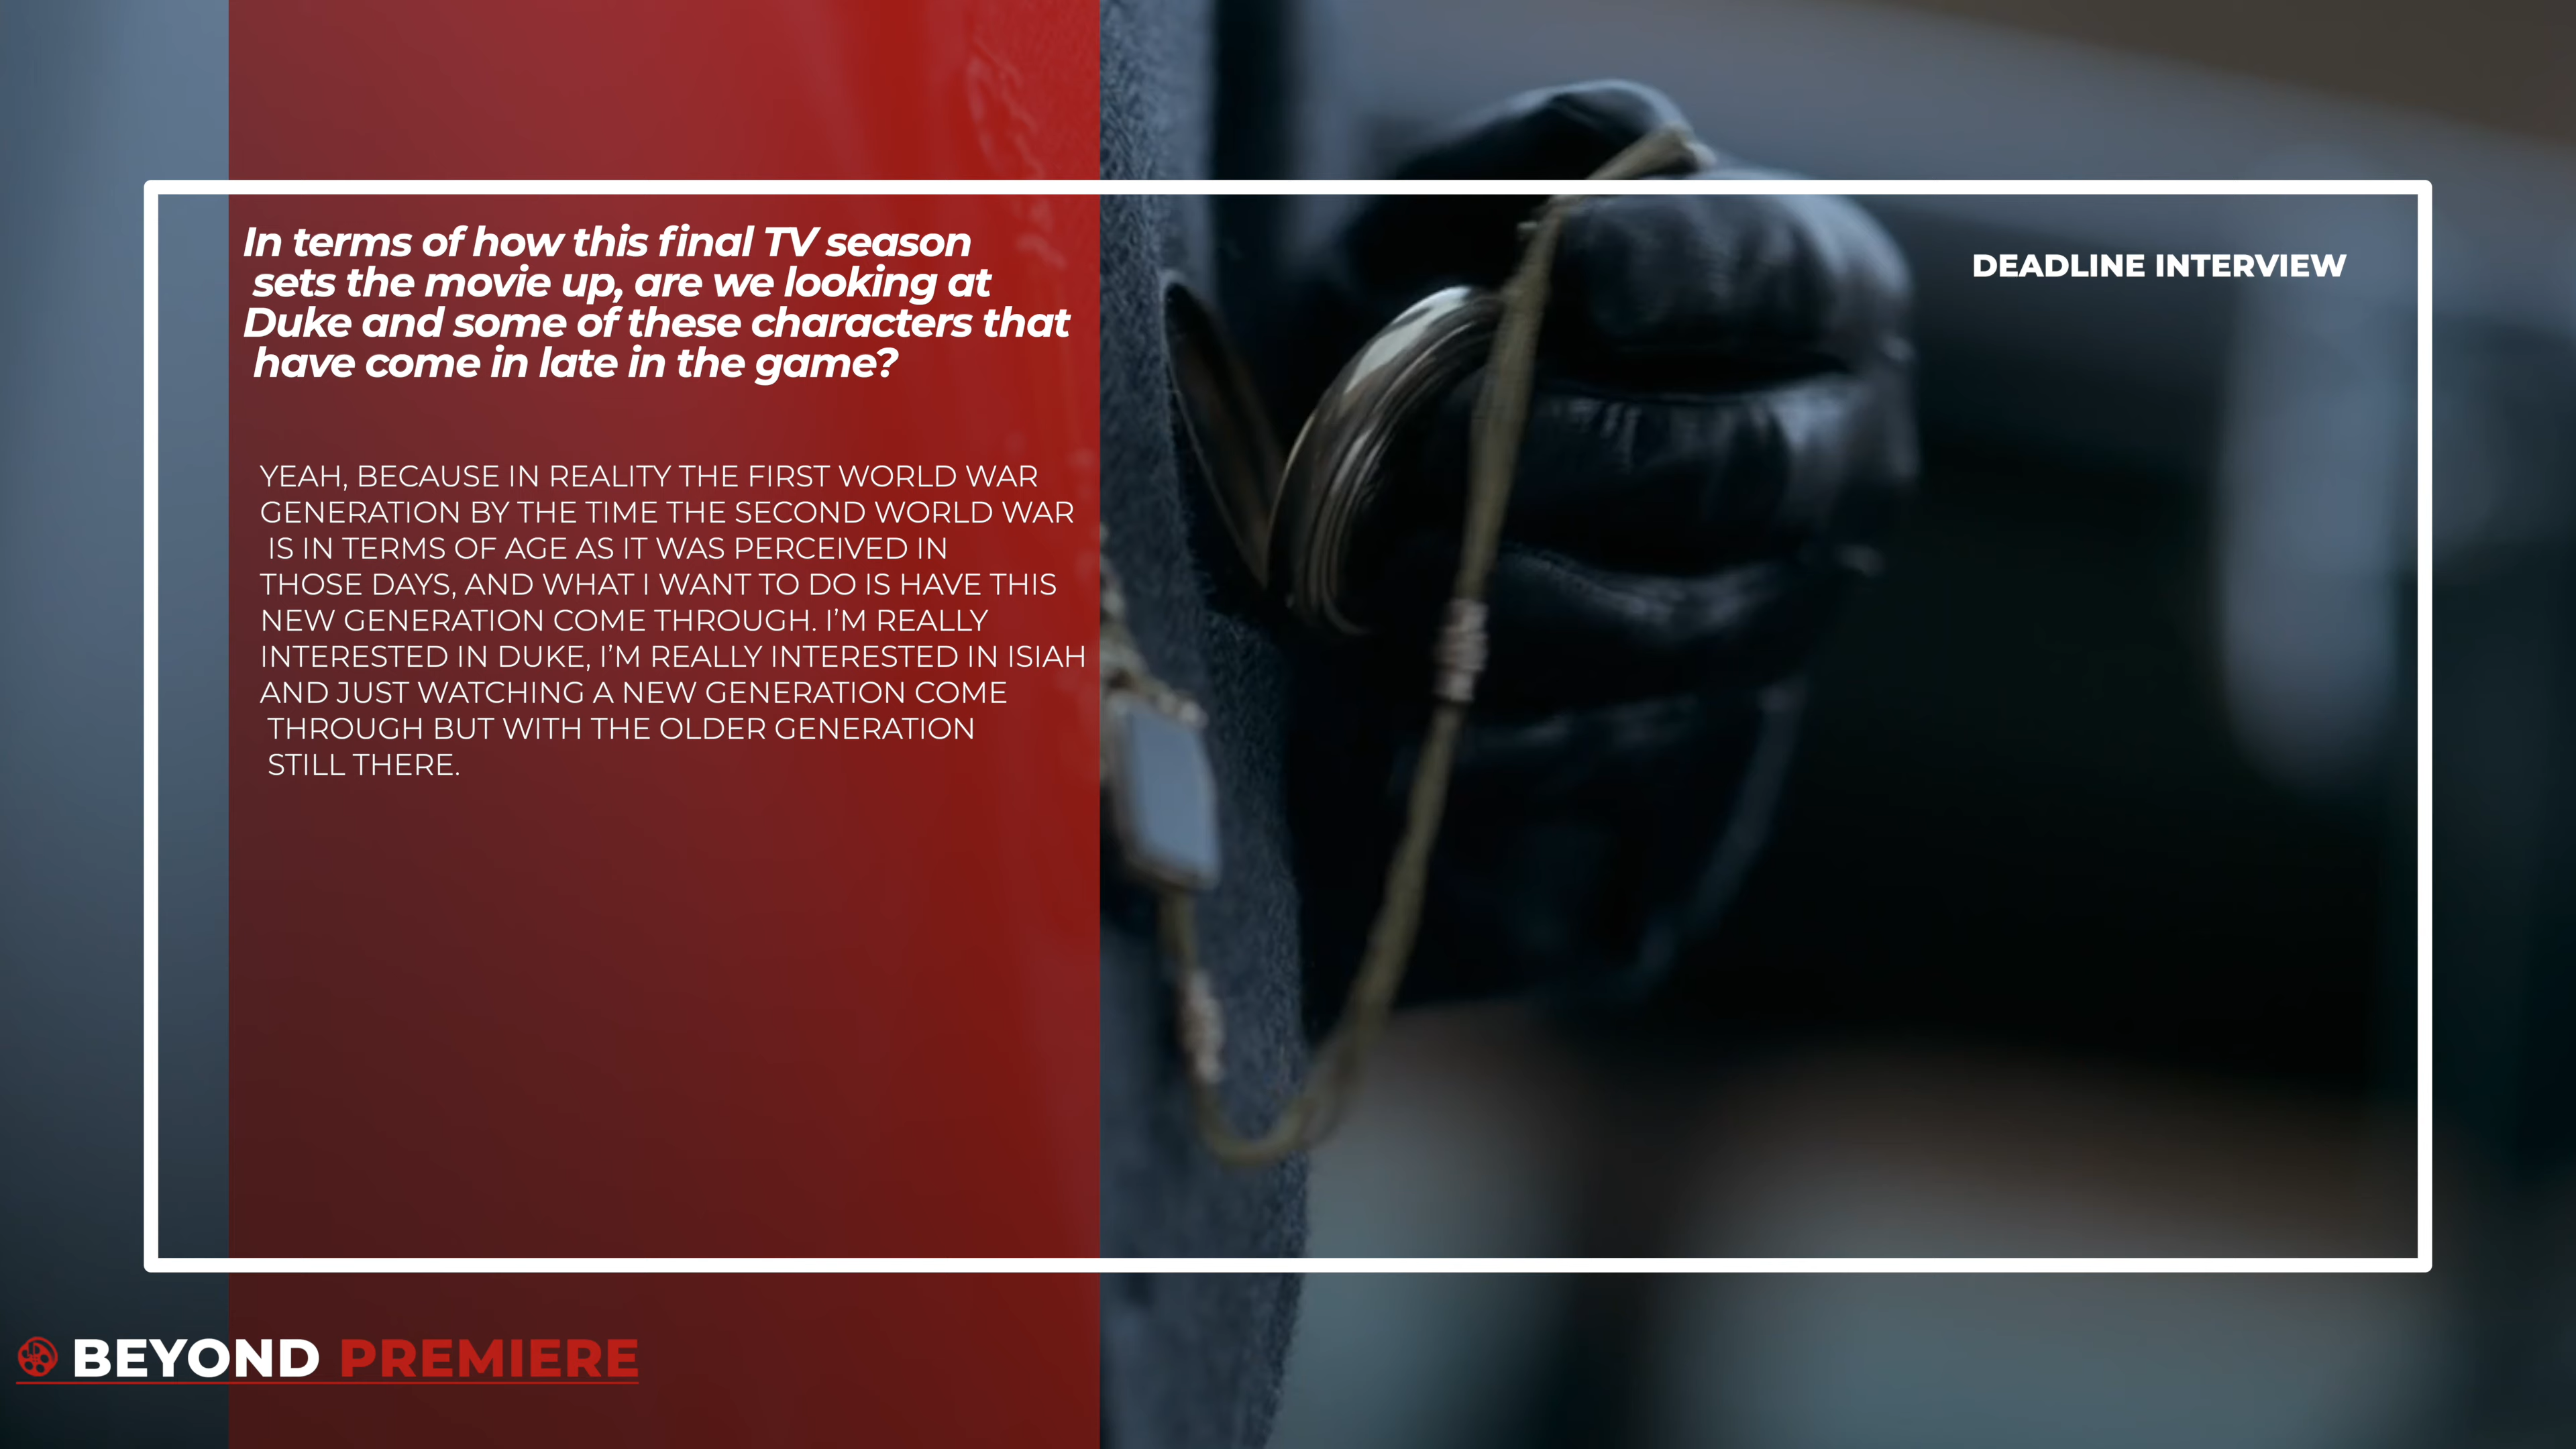 In terms of how this final TV season
sets the movie up, are we looking at
Duke and some of these characters that
have come in late in the game?
DEADLINE INTERVIEW
YEAH, BECAUSE IN REALITY THE FIRST WORLD WAR
GENERATION BY THE TIME THE SECOND WORLD WAR
IS IN TERMS OF AGE AS IT WAS PERCEIVED IN
THOSE DAYS, AND WHAT I WANT TO DO IS HAVE THIS
NEW GENERATION COME THROUGH. I'M REALLY
INTERESTED IN DUKE, I'M REALLY INTERESTED IN ISIAH
AND JUST WATCHING A NEW GENERATION COME
THROUGH BUT WITH THE OLDER GENERATION
STILL THERE.
BEYOND PREMIERE